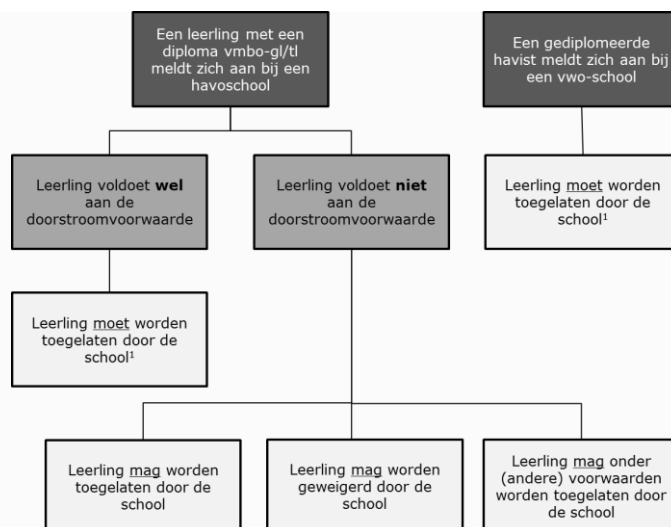 Een leerling met een
diploma vmbo-gl/tl
meldt zich aan bij een
havoschool
Een gediplomeerde
havist meldt zich aan bij
een vwo-school
Leerling voldoet wel
aan de
doorstroomvoorwaarde
Leerling voldoet niet
aan de
doorstroomvoorwaarde
Leerling moet worden
toegelaten door de
school¹
Leerling moet worden
toegelaten door de
school¹
Leerling mag worden
toegelaten door de
school
Leerling mag worden
geweigerd door de
school
Leerling mag onder
(andere) voorwaarden
worden toegelaten door
de school